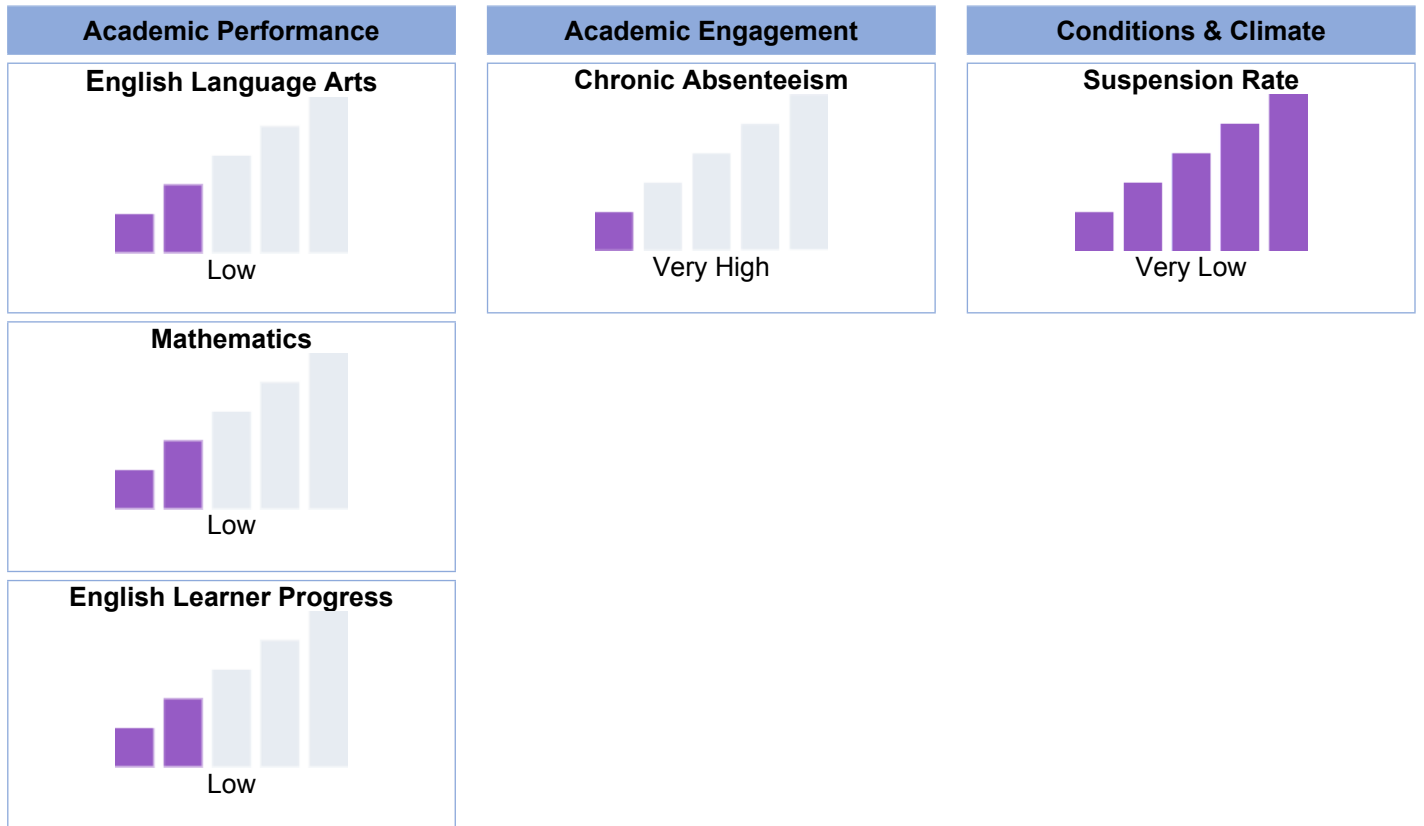 Academic Performance
Academic Engagement
Conditions & Climate
English Language Arts
Low
Chronic Absenteeism
Very High
Suspension Rate
Very Low
Mathematics
Low
English Learner Progress
Low